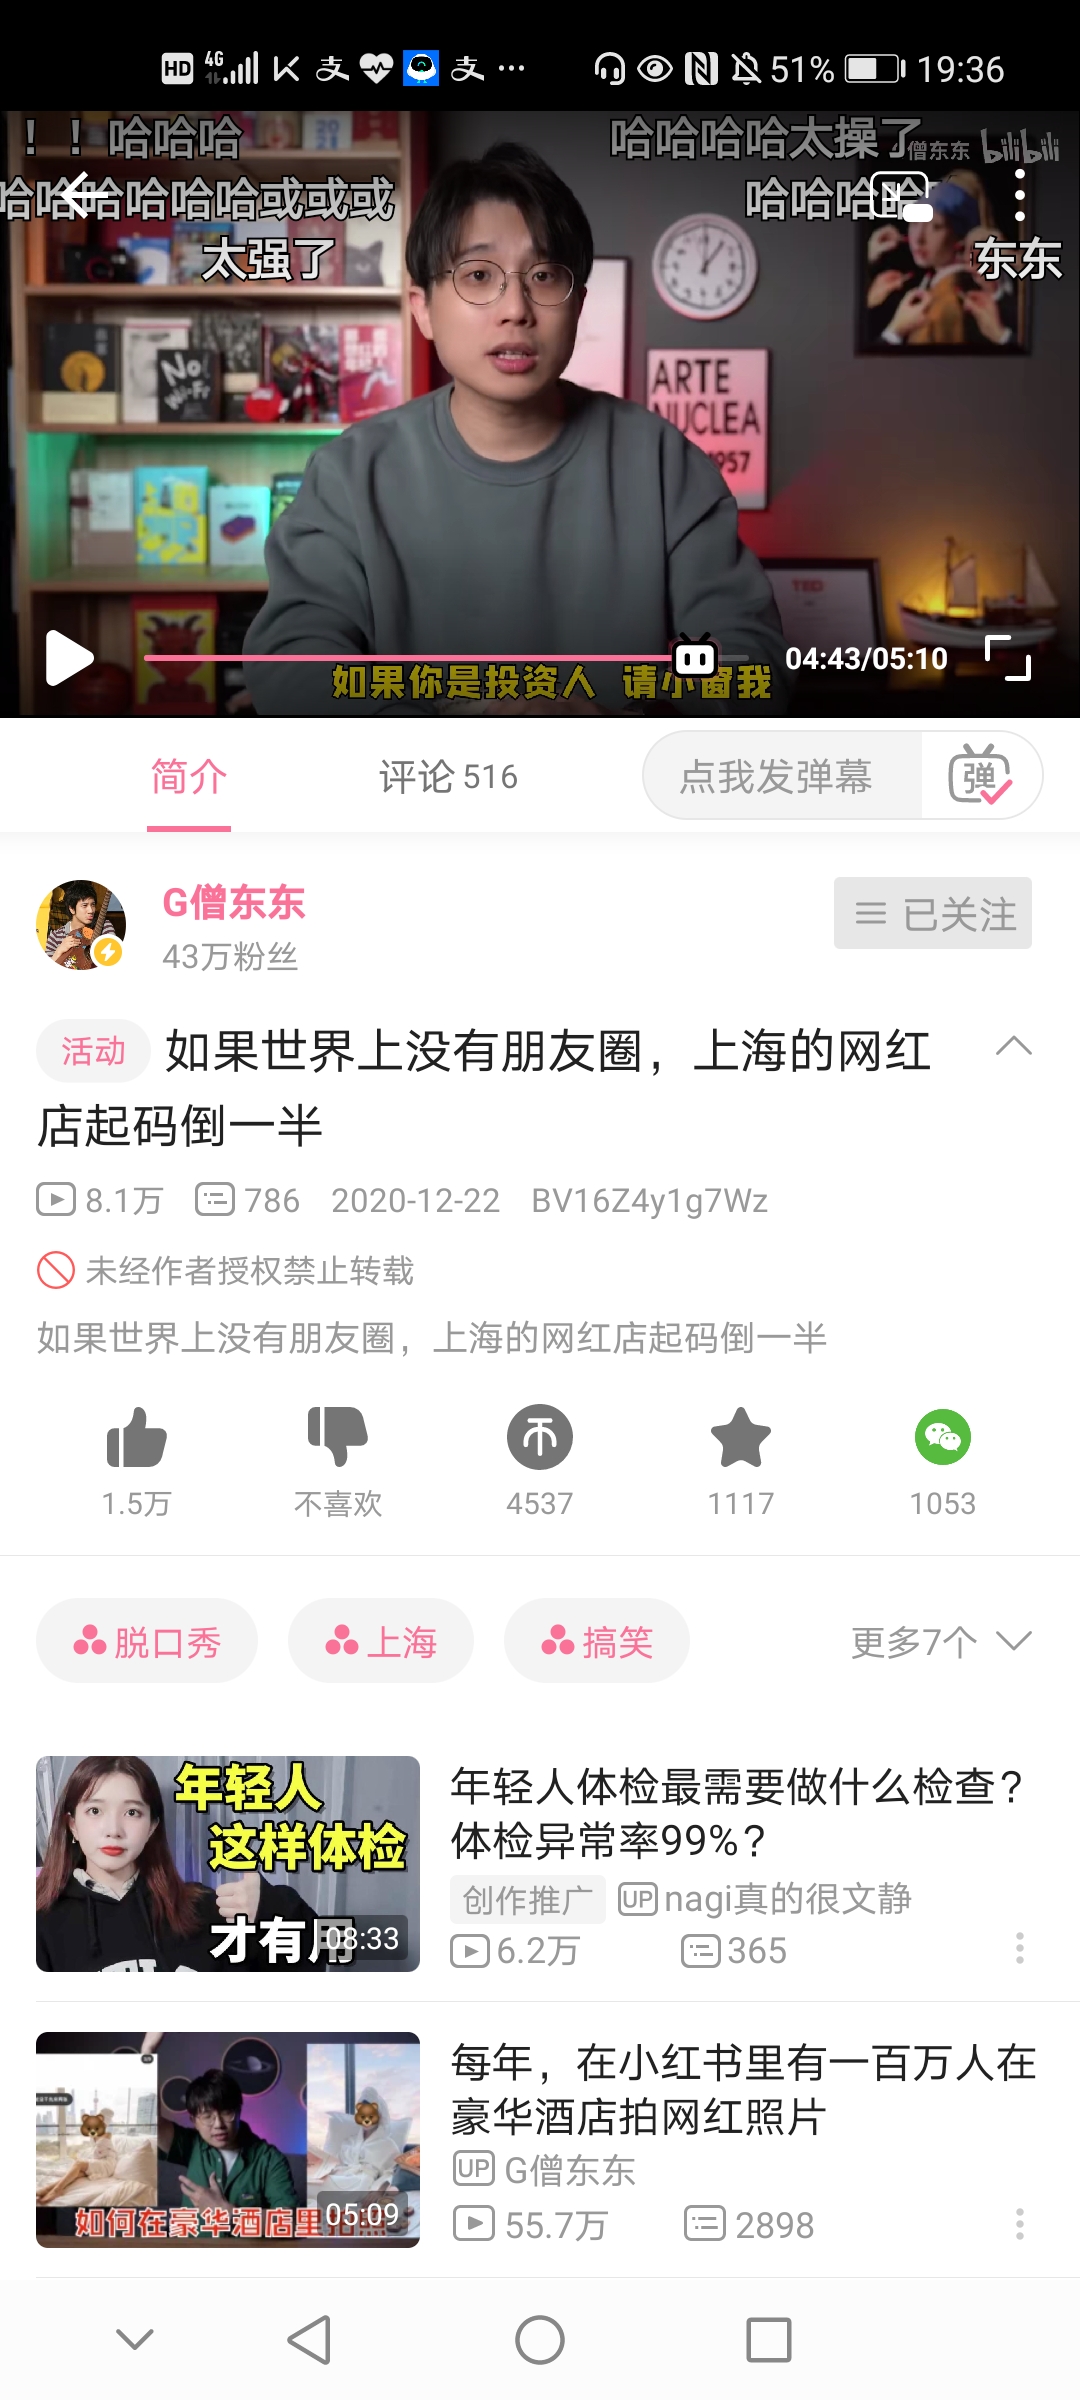 HD 4G 支 支 ... 51% 19:36
！！哈哈哈
哈哈哈哈太操了
僧东东 bilibili
哈哈哈哈哈哈或或或
哈哈哈哈
太强了
东东
No
Wi-Fi
ARTE
NUCLEA
1957
TED
如果你是投资人 请小窗我
04:43/05:10
简介
评论 516
点我发弹幕
弹
G僧东东
43万粉丝
已关注
活动 如果世界上没有朋友圈，上海的网红
店起码倒一半
8.1万 786 2020-12-22 BV16Z4y1g7Wz
未经作者授权禁止转载
如果世界上没有朋友圈，上海的网红店起码倒一半
1.5万 不喜欢 4537 1117 1053
脱口秀 上海 搞笑 更多7个
年轻人
这样体检
才有用
08:33
年轻人体检最需要做什么检查？
体检异常率99%？
创作推广 UP nagi真的很文静
6.2万 365
如何在豪华酒店里拍照
05:09
每年，在小红书里有一百万人在
豪华酒店拍网红照片
UP G僧东东
55.7万 2898